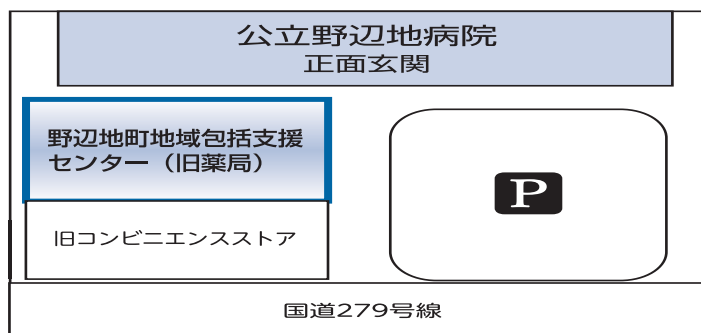 公立野辺地病院
正面玄関
野辺地町地域包括支援
センター（旧薬局）
P
旧コンビニエンスストア
国道279号線